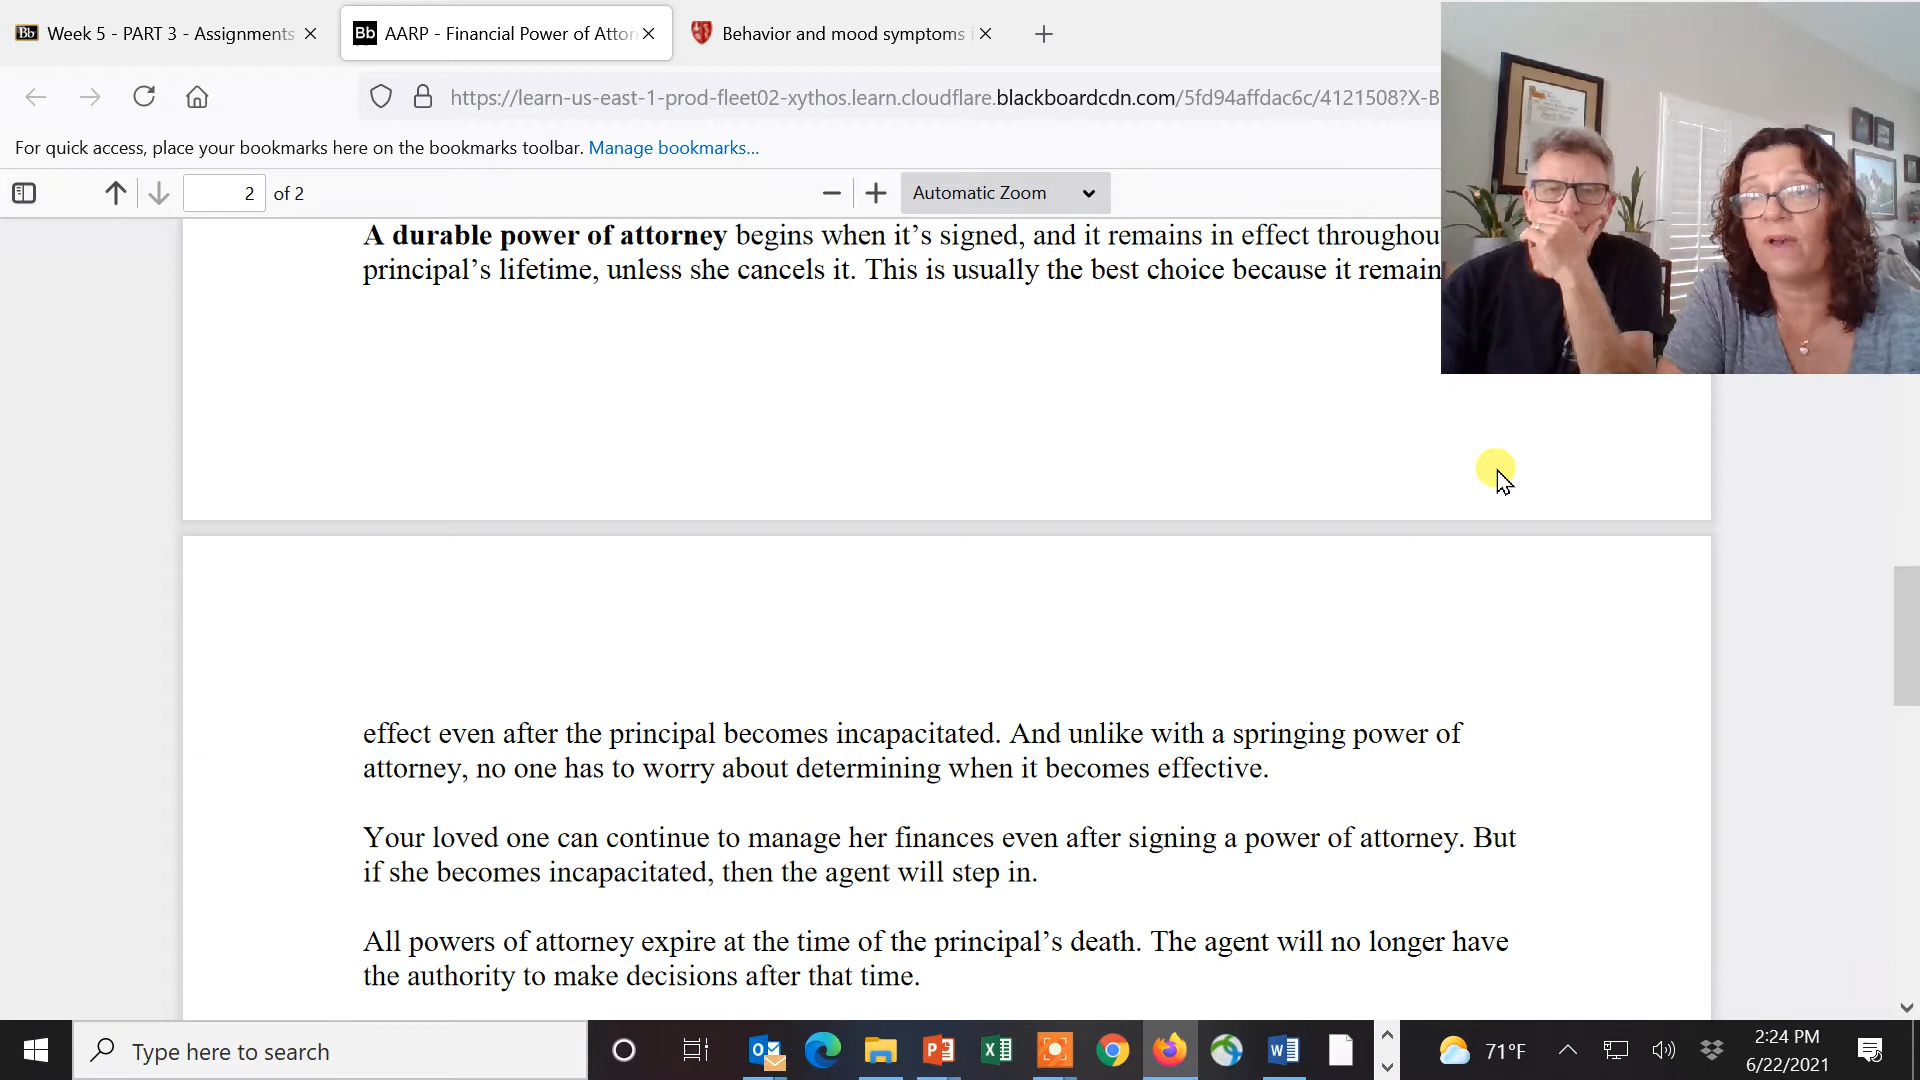 Week 5 - PART 3 - Assignments
AARP - Financial Power of Attor
Behavior and mood symptoms
https://learn-us-east-1-prod-fleet02-xythos.learn.cloudflare.blackboardcdn.com/5fd94affdac6c/4121508?X-B
For quick access, place your bookmarks here on the bookmarks toolbar. Manage bookmarks...
2 of 2
Automatic Zoom
A durable power of attorney begins when it's signed, and it remains in effect throughou
principal's lifetime, unless she cancels it. This is usually the best choice because it remain
effect even after the principal becomes incapacitated. And unlike with a springing power of
attorney, no one has to worry about determining when it becomes effective.
Your loved one can continue to manage her finances even after signing a power of attorney. But
if she becomes incapacitated, then the agent will step in.
All powers of attorney expire at the time of the principal's death. The agent will no longer have
the authority to make decisions after that time.
Type here to search
71°F
2:24 PM
6/22/2021